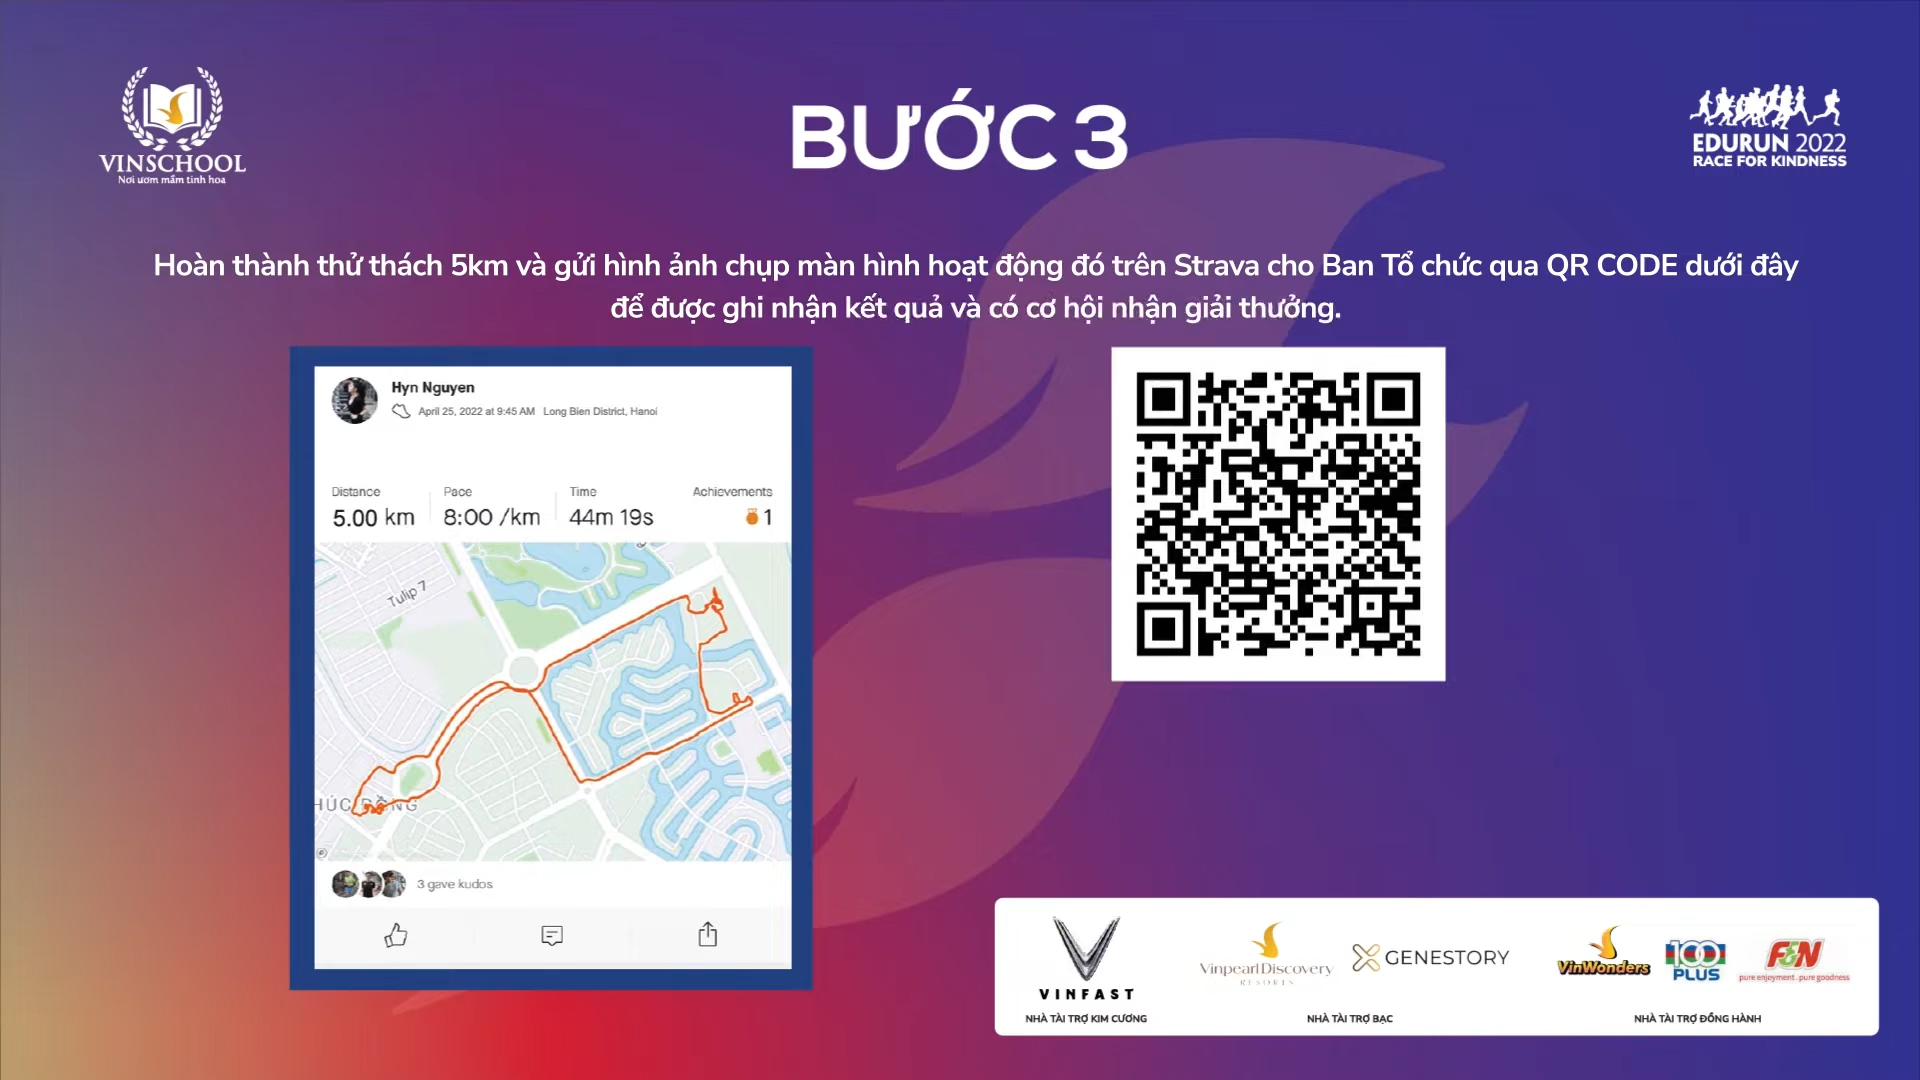 VINSCHOOL
Nơi ươm mầm tinh hoa
BƯỚC 3
EDURUN 2022
RACE FOR KINDNESS
Hoàn thành thử thách 5km và gửi hình ảnh chụp màn hình hoạt động đó trên Strava cho Ban Tổ chức qua QR CODE dưới đây
để được ghi nhận kết quả và có cơ hội nhận giải thưởng.
Hyn Nguyen
April 25, 2022 at 9:45 AM Long Bien District, Hanoi
Distance Pace Time Achievements
5.00 km 8:00 /km 44m 19s 1
Tulip 7
HÚC ĐỒNG
3 gave kudos
VINFAST
NHÀ TÀI TRỢ KIM CƯƠNG
Vinpearl Discovery
RESORTS
GENESTORY
NHÀ TÀI TRỢ BẠC
VinWonders
100
PLUS
F&N
pure enjoyment. pure goodness
NHÀ TÀI TRỢ ĐỒNG HÀNH